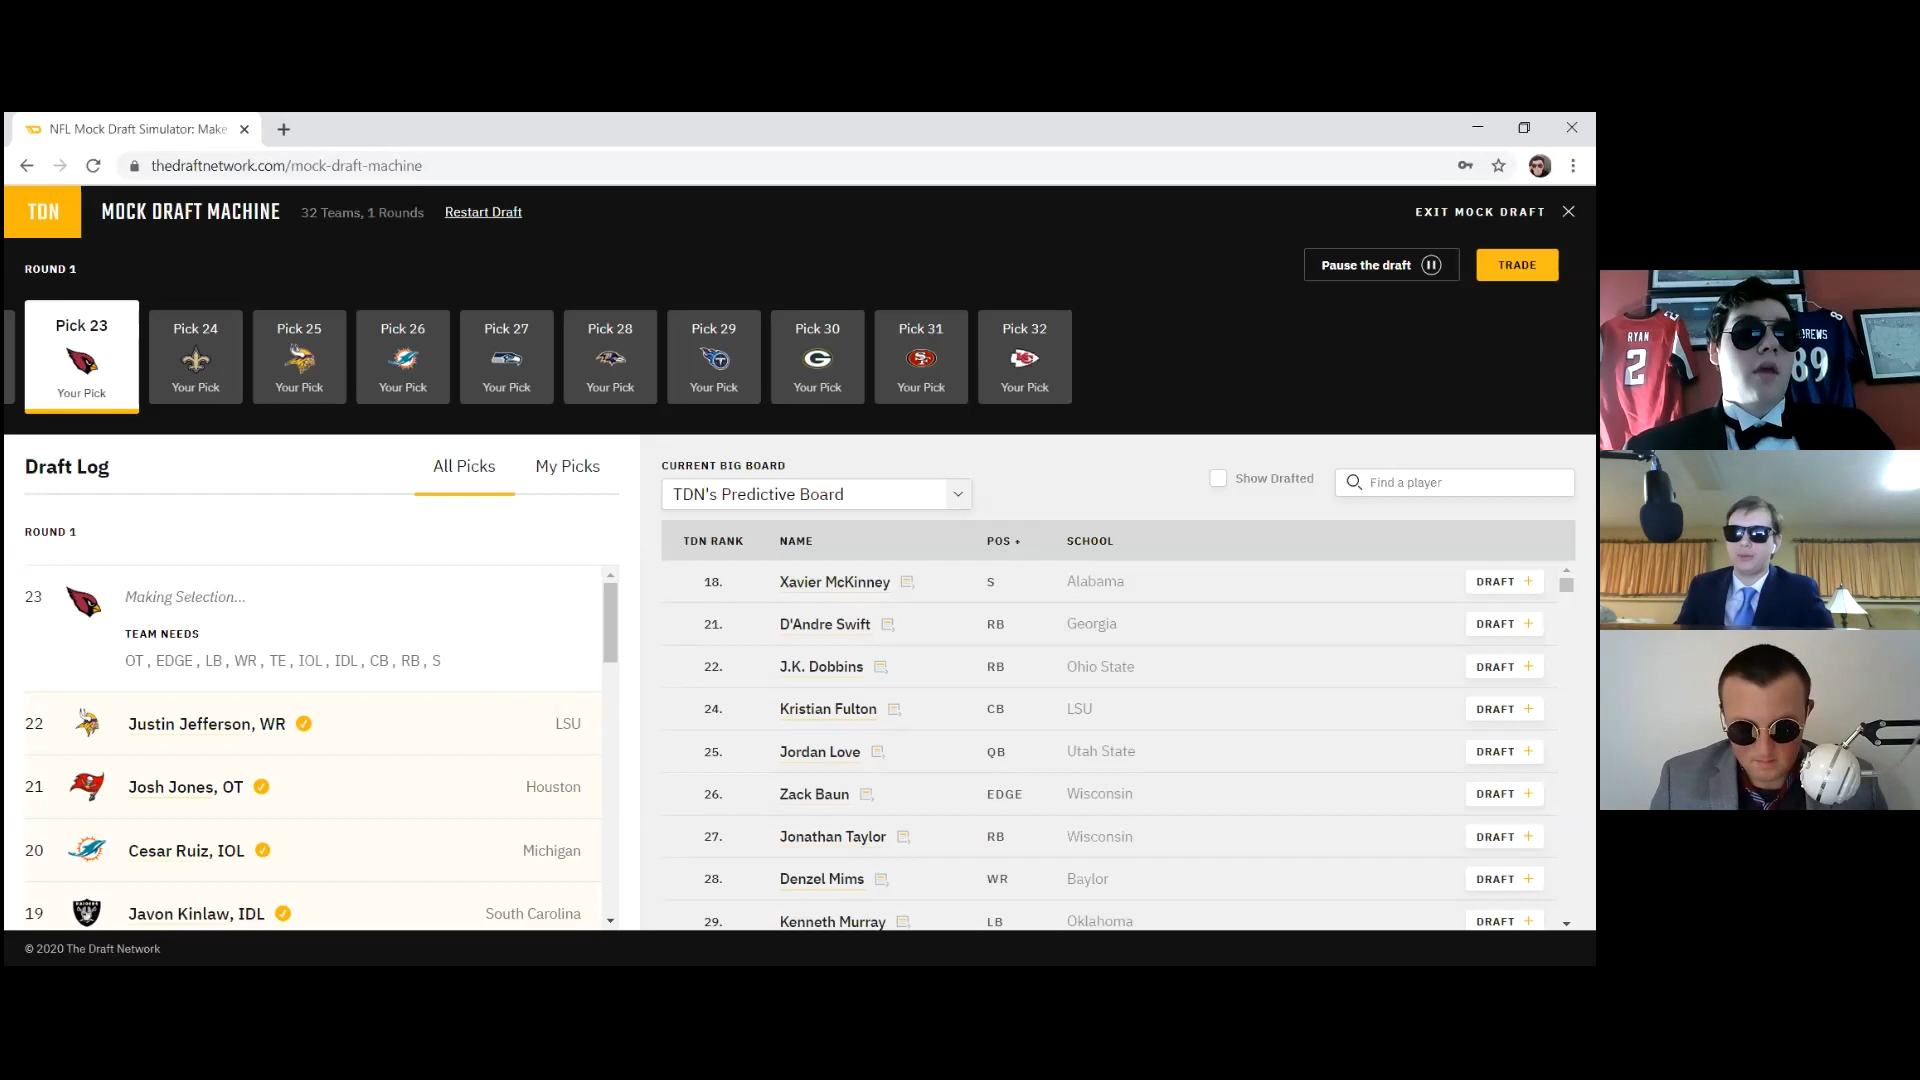 NFL Mock Draft Simulator: Make
thedraftnetwork.com/mock-draft-machine
TDN
MOCK DRAFT MACHINE
32 Teams, 1 Rounds
Restart Draft
EXIT MOCK DRAFT
ROUND 1
Pause the draft
TRADE
Pick 23
Your Pick
Pick 24
Your Pick
Pick 25
Your Pick
Pick 26
Your Pick
Pick 27
Your Pick
Pick 28
Your Pick
Pick 29
Your Pick
Pick 30
Your Pick
Pick 31
Your Pick
Pick 32
Your Pick
Draft Log
All Picks
My Picks
ROUND 1
23 Making Selection...
TEAM NEEDS
OT , EDGE , LB , WR , TE , IOL , IDL , CB , RB , S
22 Justin Jefferson, WR LSU
21 Josh Jones, OT Houston
20 Cesar Ruiz, IOL Michigan
19 Javon Kinlaw, IDL South Carolina
CURRENT BIG BOARD
TDN's Predictive Board
Show Drafted
Find a player
TDN RANK NAME POS + SCHOOL
18. Xavier McKinney S Alabama DRAFT +
21. D'Andre Swift RB Georgia DRAFT +
22. J.K. Dobbins RB Ohio State DRAFT +
24. Kristian Fulton CB LSU DRAFT +
25. Jordan Love QB Utah State DRAFT +
26. Zack Baun EDGE Wisconsin DRAFT +
27. Jonathan Taylor RB Wisconsin DRAFT +
28. Denzel Mims WR Baylor DRAFT +
29. Kenneth Murray LB Oklahoma DRAFT +
© 2020 The Draft Network
RYAN
2
89